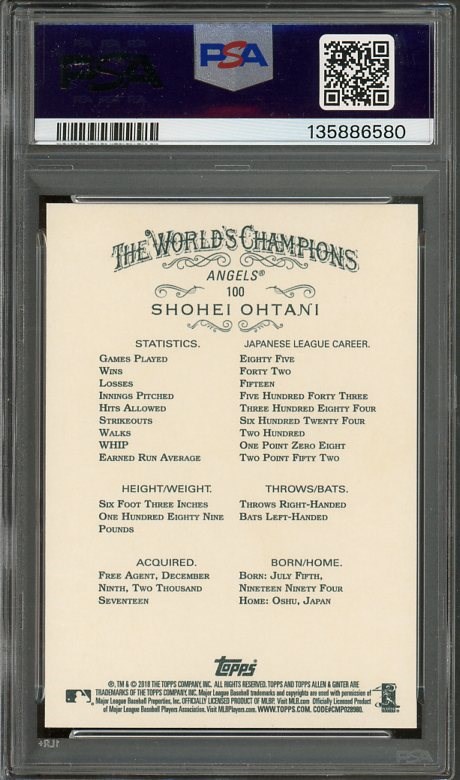 PSA
PSA
135886580
THE WORLD'S CHAMPIONS
ANGELS®
100
SHOHEI OHTANI
STATISTICS. JAPANESE LEAGUE CAREER.
GAMES PLAYED EIGHTY FIVE
WINS FORTY TWO
LOSSES FIFTEEN
INNINGS PITCHED FIVE HUNDRED FORTY THREE
HITS ALLOWED THREE HUNDRED EIGHTY FOUR
STRIKEOUTS SIX HUNDRED TWENTY FOUR
WALKS TWO HUNDRED
WHIP ONE POINT ZERO EIGHT
EARNED RUN AVERAGE TWO POINT FIFTY TWO
HEIGHT/WEIGHT.
SIX FOOT THREE INCHES
ONE HUNDRED EIGHTY NINE
POUNDS
THROWS/BATS.
THROWS RIGHT-HANDED
BATS LEFT-HANDED
ACQUIRED.
FREE AGENT, DECEMBER
NINTH, TWO THOUSAND
SEVENTEEN
BORN/HOME.
BORN: JULY FIFTH,
NINETEEN NINETY FOUR
HOME: OSHU, JAPAN
Topps
®, TM & © 2018 THE TOPPS COMPANY, INC. ALL RIGHTS RESERVED. TOPPS AND TOPPS ALLEN & GINTER ARE
TRADEMARKS OF THE TOPPS COMPANY, INC. Major League Baseball trademarks and copyrights are used with permission of
Major League Baseball Properties, Inc. OFFICIALLY LICENSED PRODUCT OF MLBP. Visit MLB.com Officially Licensed Product
of Major League Baseball Players Association. Visit MLBPlayers.com. WWW.TOPPS.COM. CODE#CMP028980.